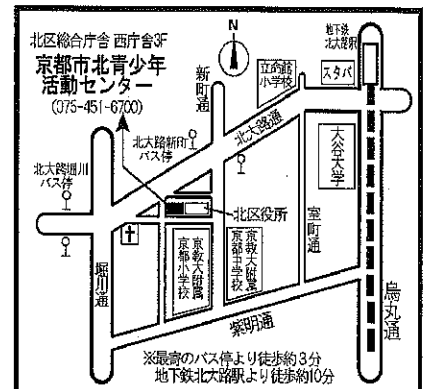 北区総合庁舎 西庁舎3F
京都市北青少年
活動センター
(075-451-6700)
N
新町通
立命館
小学校
地下鉄
北大路駅
スタバ
北大路通
北大路新町
バス停
北大路堀川
バス停
大谷大学
北区役所
室町通
京教大附属
京都小学校
京教大附属
京都中学校
堀川通
紫明通
烏丸通
※最寄のバス停より徒歩約3分
地下鉄北大路駅より徒歩約10分